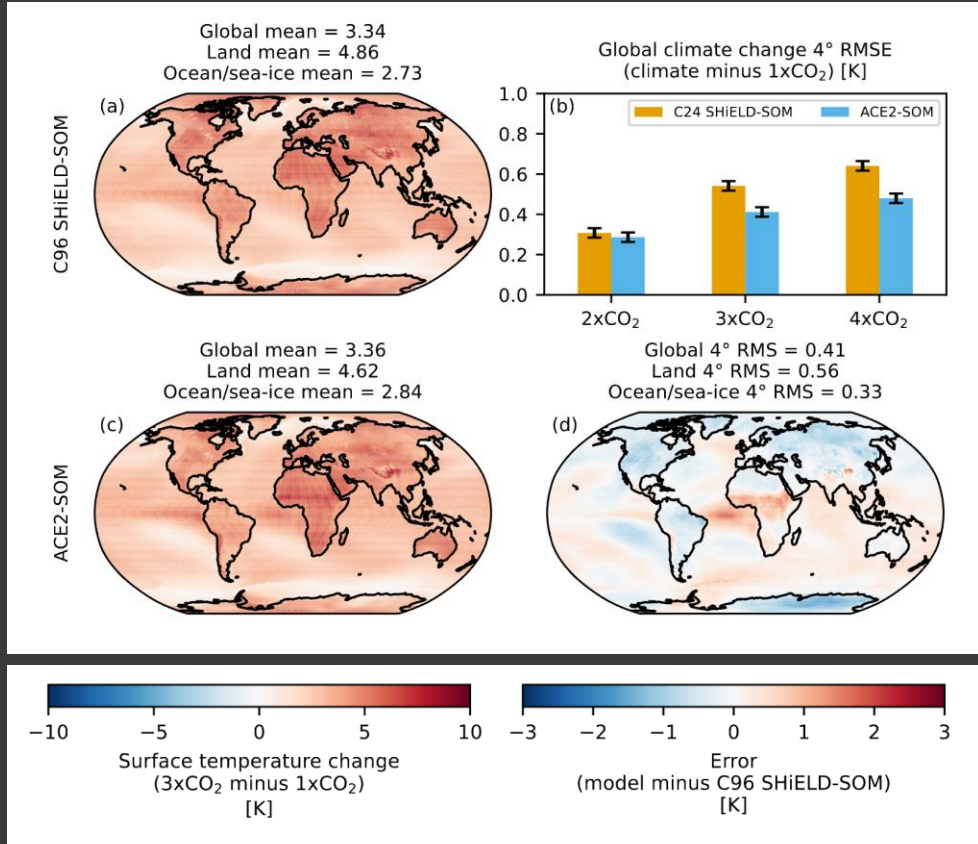 Global mean = 3.34
Land mean = 4.86
Ocean/sea-ice mean = 2.73
C96 SHiELD-SOM
(a)
Global climate change 4° RMSE
(climate minus 1xCO₂) [K]
(b)
C24 SHiELD-SOM
ACE2-SOM
1.0
0.8
0.6
0.4
0.2
0.0
2xCO₂
3xCO₂
4xCO₂
Global mean = 3.36
Land mean = 4.62
Ocean/sea-ice mean = 2.84
ACE2-SOM
(c)
Global 4° RMS = 0.41
Land 4° RMS = 0.56
Ocean/sea-ice 4° RMS = 0.33
(d)
−10 −5 0 5 10
Surface temperature change
(3xCO₂ minus 1xCO₂)
[K]
−3 −2 −1 0 1 2 3
Error
(model minus C96 SHiELD-SOM)
[K]